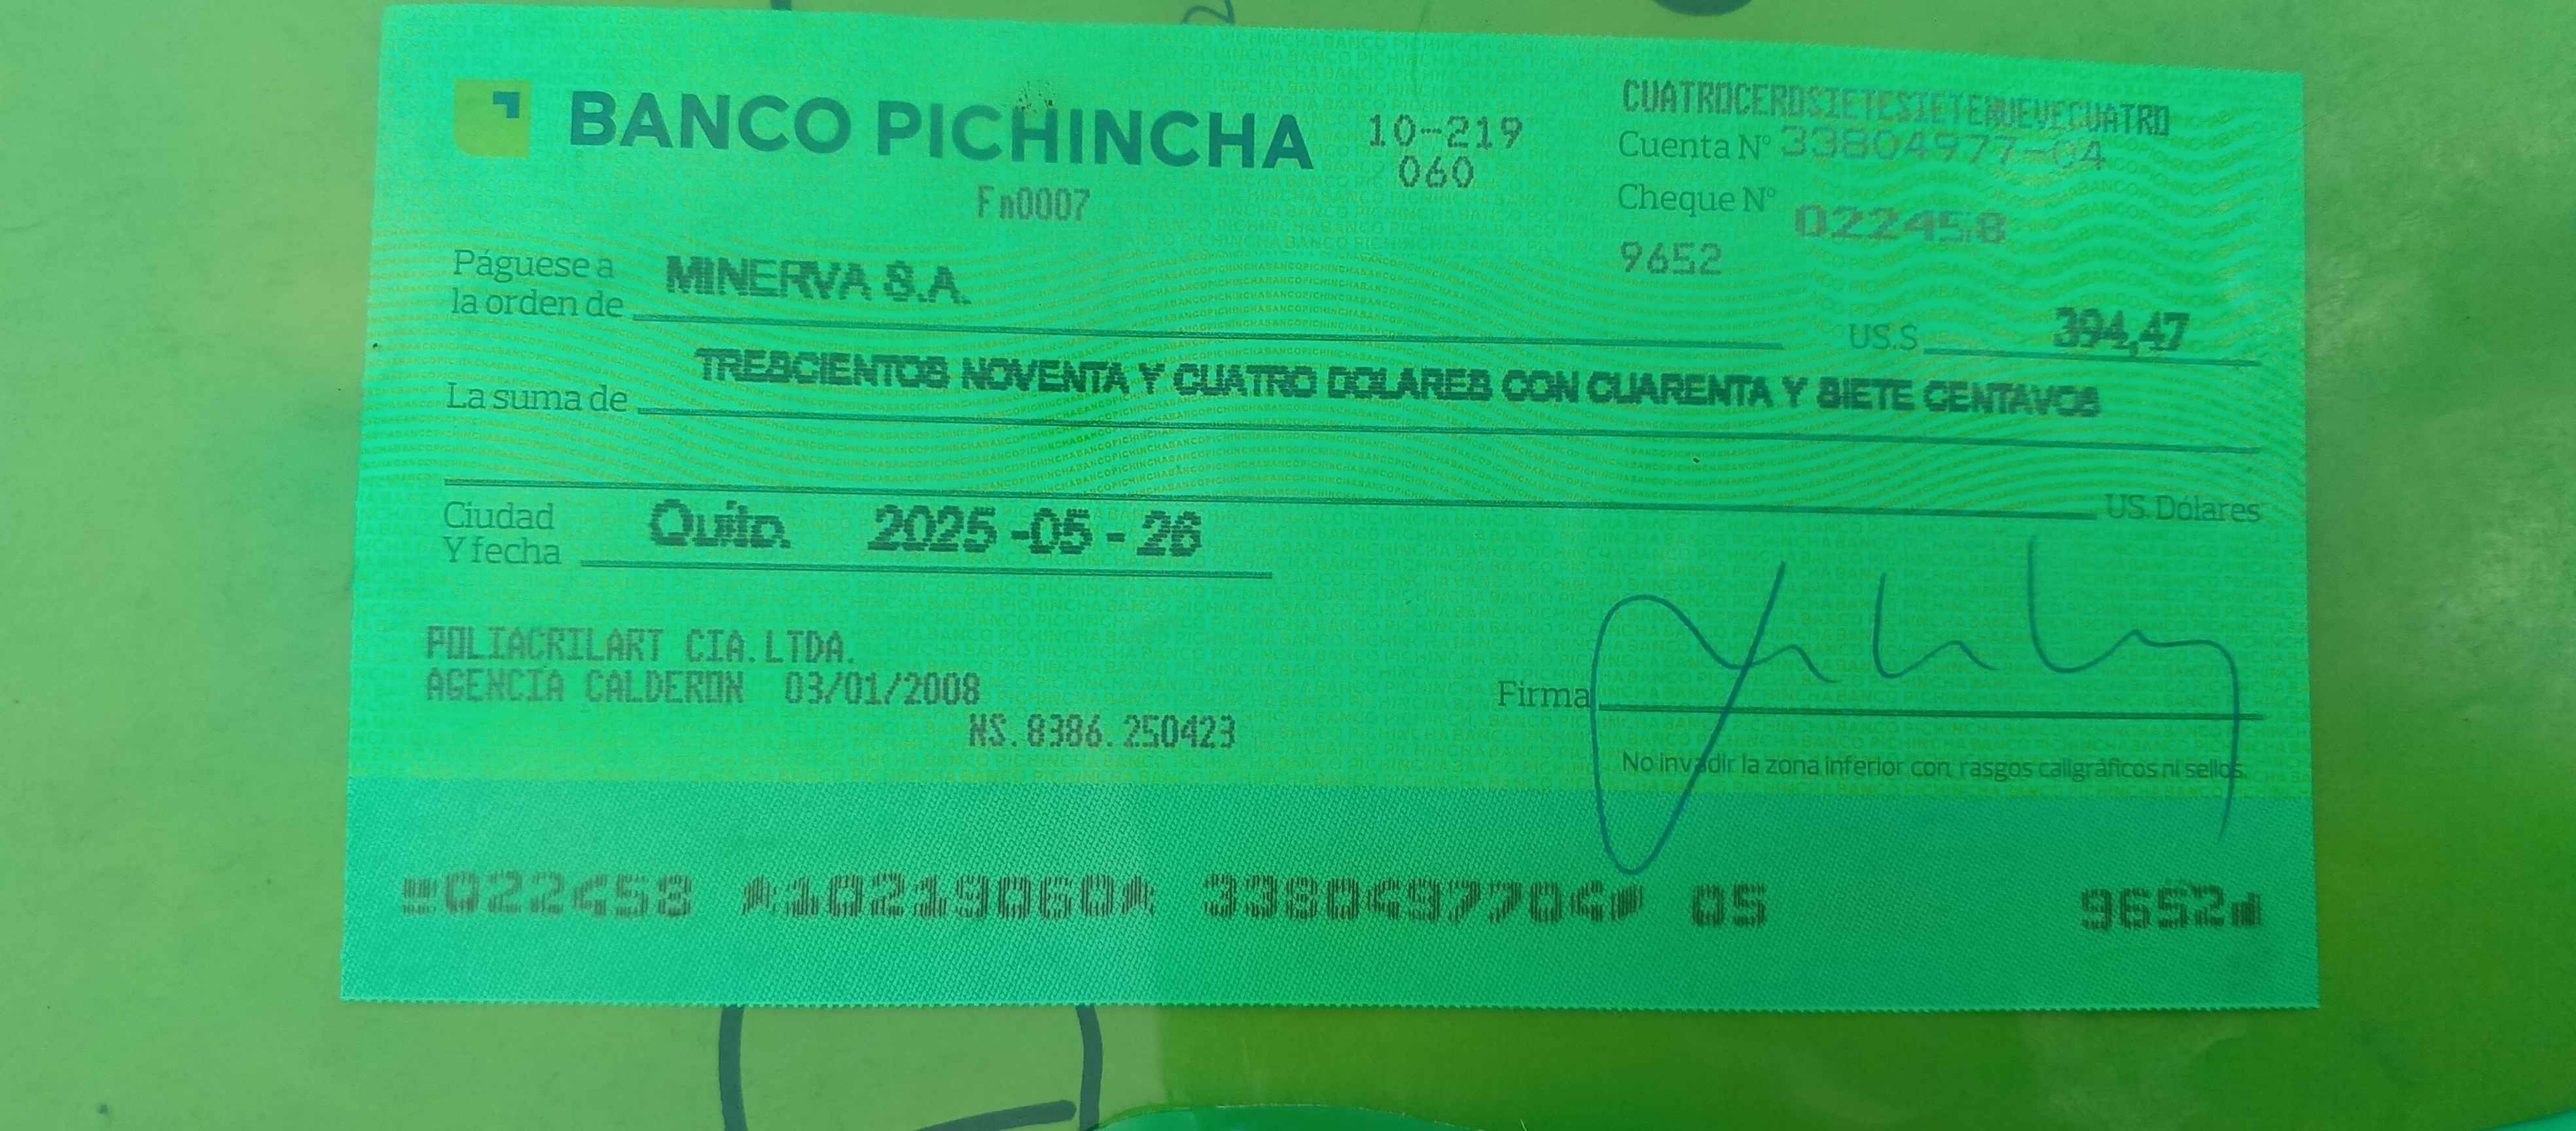 BANCO PICHINCHA
10-219
060
Fn0007
CUATROCEROSIETESIETENUEVECUATRO
Cuenta Nº 33804977-04
Cheque Nº 022458
9652
Páguese a
la orden de MINERVA S.A.
US.$ 394,47
La suma de TRESCIENTOS NOVENTA Y CUATRO DOLARES CON CUARENTA Y SIETE CENTAVOS
US. Dólares
Ciudad
Y fecha Quito. 2025 -05 - 26
POLIACRILART CIA.LTDA.
AGENCIA CALDERON 03/01/2008
NS.8386.250423
Firma
No invadir la zona inferior con rasgos caligráficos ni sellos.
022458 10219060 3380497704 05 9652